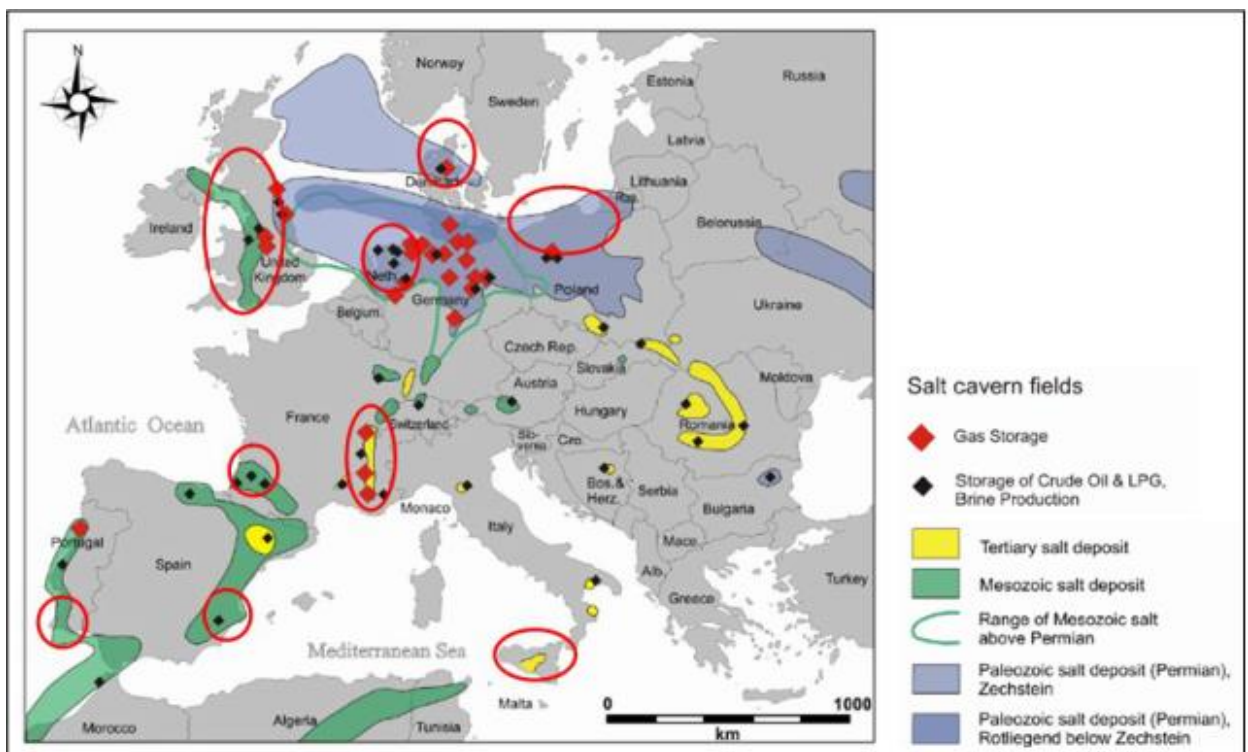 N
Norway
Sweden
Estonia
Russia
Latvia
Denmark
Lithuania
Rus.
Belorussia
Ireland
United
Kingdom
Neth.
Germany
Poland
Belgium
Ukraine
Czech Rep.
Slovakia
Moldova
Austria
France
Switzerland
Hungary
Atlantic Ocean
Slo-
venia
Cro.
Romania
Monaco
Bos.&
Herz.
Serbia
Bulgaria
Italy
Portugal
Spain
Mace.
Alb.
Greece
Turkey
Mediterranean Sea
Malta
Morocco
Algeria
Tunisia
0
1000
km
Salt cavern fields
Gas Storage
Storage of Crude Oil & LPG,
Brine Production
Tertiary salt deposit
Mesozoic salt deposit
Range of Mesozoic salt
above Permian
Paleozoic salt deposit (Permian),
Zechstein
Paleozoic salt deposit (Permian),
Rotliegend below Zechstein